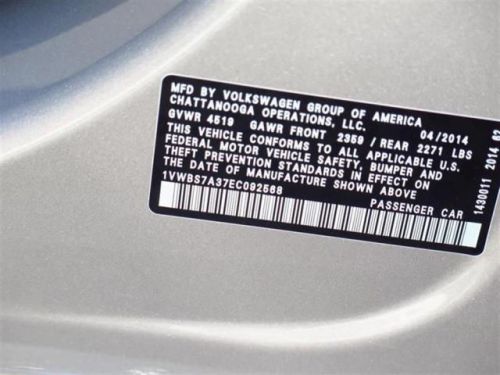 MFD BY VOLKSWAGEN GROUP OF AMERICA
CHATTANOOGA OPERATIONS, LLC. 04/2014
GVWR 4519 GAWR FRONT 2359 / REAR 2271 LBS
THIS VEHICLE CONFORMS TO ALL APPLICABLE U.S.
FEDERAL MOTOR VEHICLE SAFETY, BUMPER AND
THEFT PREVENTION STANDARDS IN EFFECT ON
THE DATE OF MANUFACTURE SHOWN ABOVE
1VWBS7A37EC092568
PASSENGER CAR
1430011 2014 82